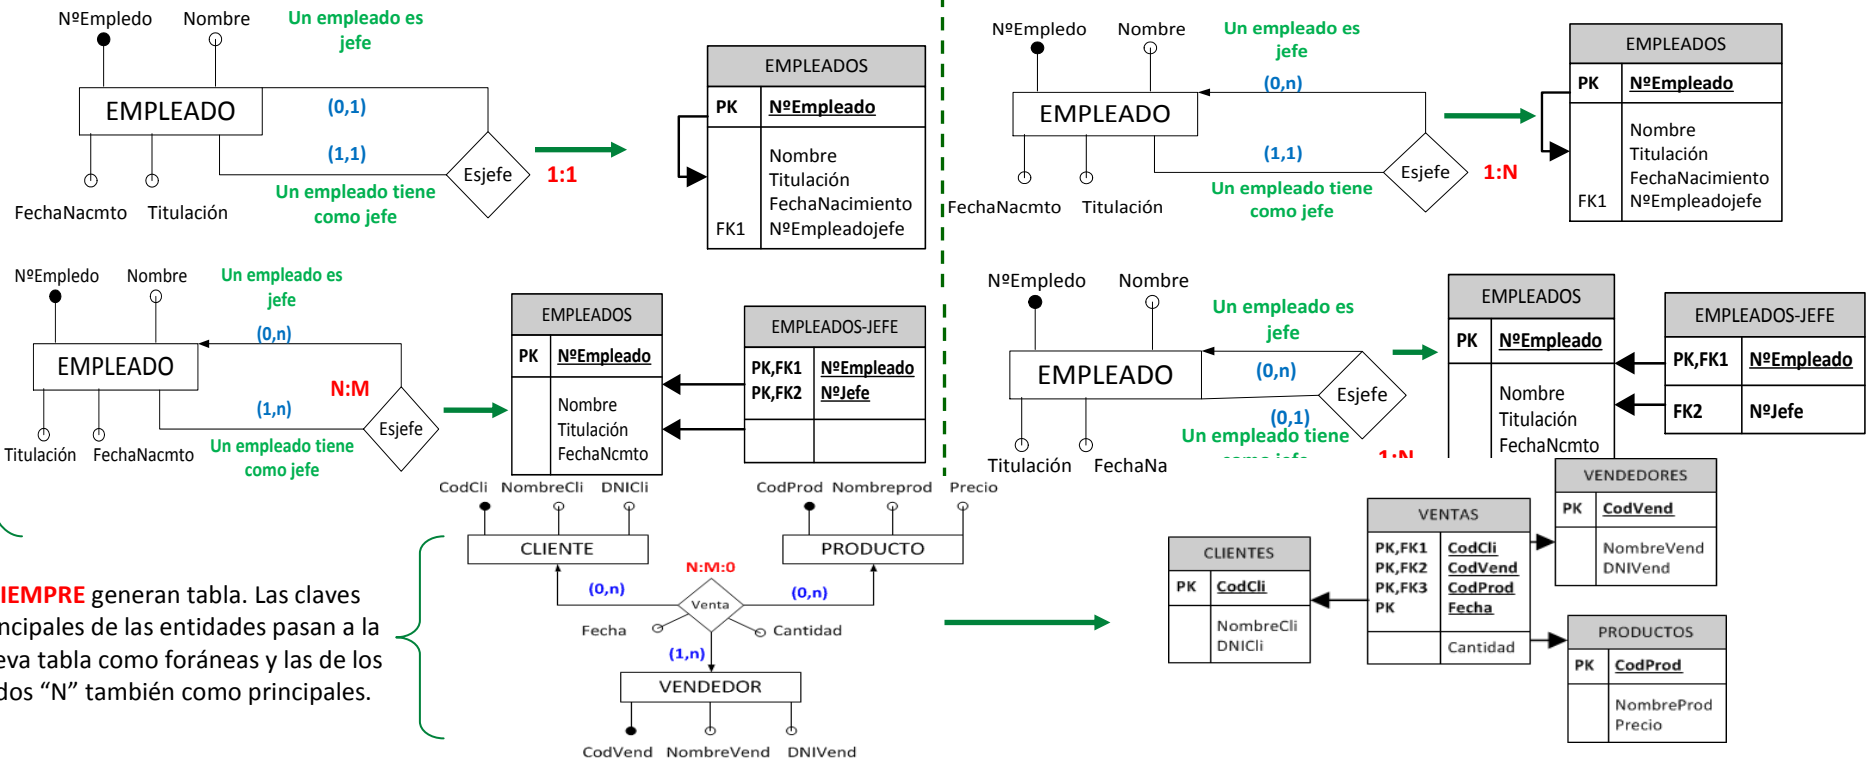 NºEmpledo Nombre Un empleado es
jefe
EMPLEADO
(0,1)
(1,1)
Esjefe 1:1
Un empleado tiene
como jefe
FechaNacmto Titulación
EMPLEADOS
PK NºEmpleado
Nombre
Titulación
FechaNacimiento
FK1 NºEmpleadojefe
NºEmpledo Nombre Un empleado es
jefe
(0,n)
EMPLEADO
(1,1)
Esjefe 1:N
Un empleado tiene
como jefe
FechaNacmto Titulación
EMPLEADOS
PK NºEmpleado
Nombre
Titulación
FechaNacimiento
FK1 NºEmpleadojefe
NºEmpledo Nombre Un empleado es
jefe
(0,n)
EMPLEADO
N:M
(1,n)
Esjefe
Un empleado tiene
como jefe
Titulación FechaNacmto
EMPLEADOS
PK NºEmpleado
Nombre
Titulación
FechaNcmto
EMPLEADOS-JEFE
PK,FK1 NºEmpleado
PK,FK2 NºJefe
NºEmpledo Nombre
Un empleado es
jefe
EMPLEADO
(0,n)
Esjefe
(0,1)
Un empleado tiene
como jefe
1:N
Titulación FechaNa
EMPLEADOS
PK NºEmpleado
Nombre
Titulación
FechaNcmto
EMPLEADOS-JEFE
PK,FK1 NºEmpleado
FK2 NºJefe
IEMPRE generan tabla. Las claves
ncipales de las entidades pasan a la
eva tabla como foráneas y las de los
dos “N” también como principales.
CodCli NombreCli DNICli
CLIENTE
CodProd Nombreprod Precio
PRODUCTO
N:M:0
(0,n)
(0,n)
Venta
Fecha
Cantidad
(1,n)
VENDEDOR
CodVend NombreVend DNIVend
CLIENTES
PK CodCli
NombreCli
DNICli
VENTAS
PK,FK1 CodCli
PK,FK2 CodVend
PK,FK3 CodProd
PK Fecha
Cantidad
VENDEDORES
PK CodVend
NombreVend
DNIVend
PRODUCTOS
PK CodProd
NombreProd
Precio